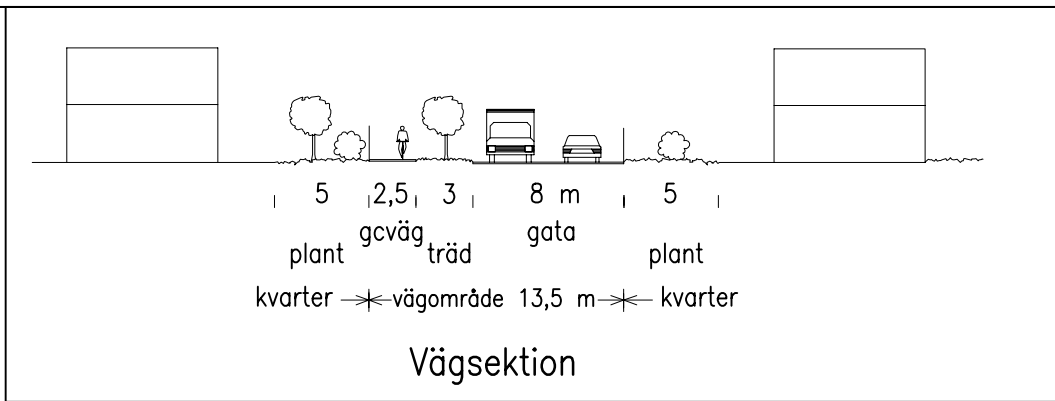 5 2,5 3 8 m 5
gcväg träd gata
plant plant
kvarter vägområde 13,5 m kvarter
Vägsektion